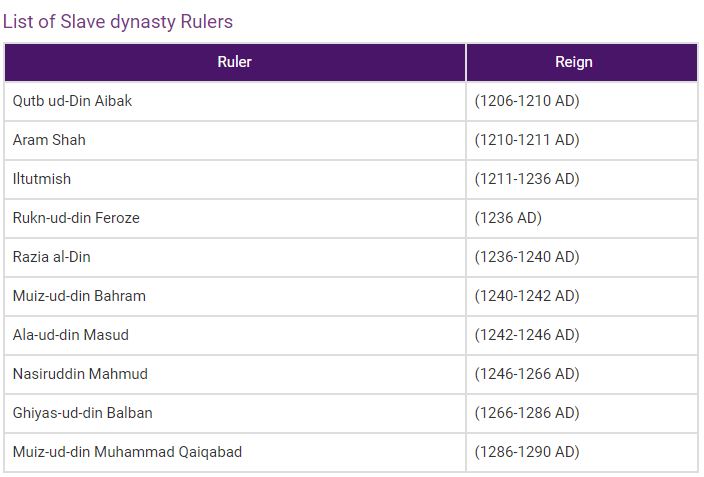 List of Slave dynasty Rulers
Ruler Reign
Qutb ud-Din Aibak (1206-1210 AD)
Aram Shah (1210-1211 AD)
Iltutmish (1211-1236 AD)
Rukn-ud-din Feroze (1236 AD)
Razia al-Din (1236-1240 AD)
Muiz-ud-din Bahram (1240-1242 AD)
Ala-ud-din Masud (1242-1246 AD)
Nasiruddin Mahmud (1246-1266 AD)
Ghiyas-ud-din Balban (1266-1286 AD)
Muiz-ud-din Muhammad Qaiqabad (1286-1290 AD)